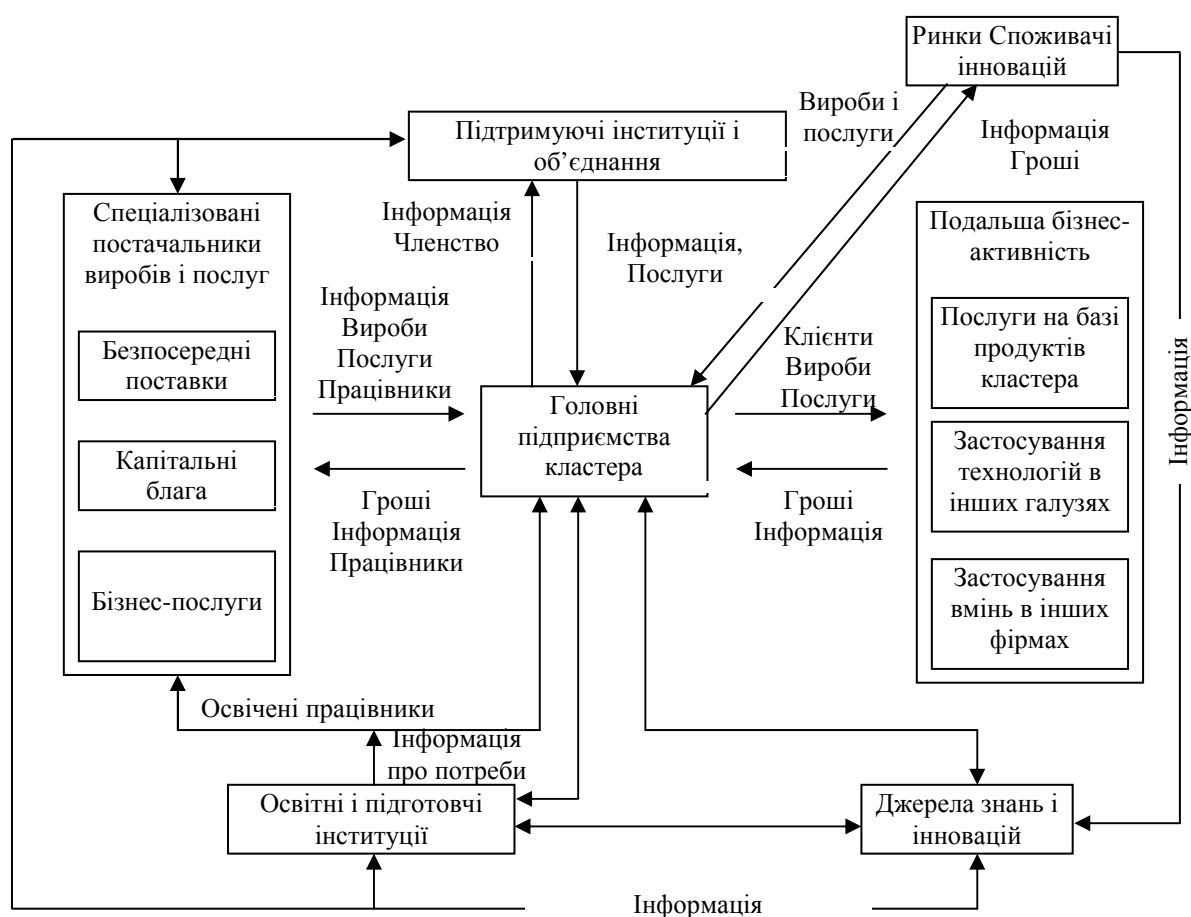 Ринки Споживачі
інновацій
Вироби і
послуги
Інформація
Гроші
Підтримуючі інституції і
об’єднання
Інформація
Членство
Інформація,
Послуги
Спеціалізовані
постачальники
виробів і послуг
Безпосередні
поставки
Капітальні
блага
Бізнес-послуги
Інформація
Вироби
Послуги
Працівники
Гроші
Інформація
Працівники
Головні
підприємства
кластера
Клієнти
Вироби
Послуги
Гроші
Інформація
Подальша бізнес-
активність
Послуги на базі
продуктів
кластера
Застосування
технологій в
інших галузях
Застосування
вмінь в інших
фірмах
Інформація
Освічені працівники
Інформація
про потреби
Освітні і підготовчі
інституції
Джерела знань і
інновацій
Інформація